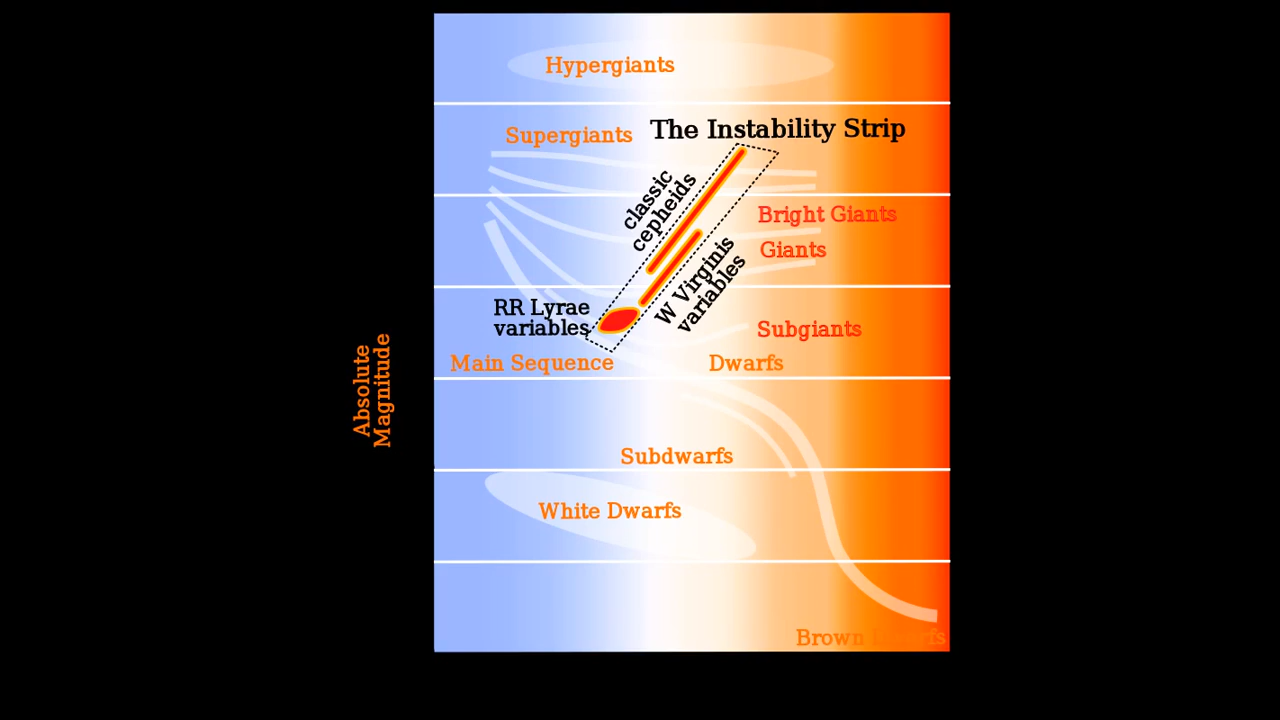 Hypergiants
Supergiants
The Instability Strip
classic
cepheids
Bright Giants
Giants
W Virginis
variables
RR Lyrae
variables
Subgiants
Main Sequence
Dwarfs
Absolute
Magnitude
Subdwarfs
White Dwarfs
Brown Dwarfs